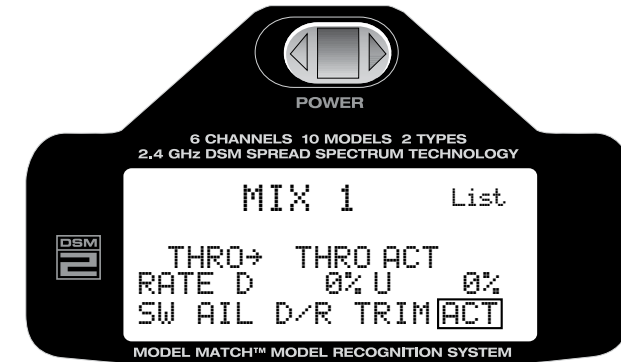 POWER
6 CHANNELS 10 MODELS 2 TYPES
2.4 GHz DSM SPREAD SPECTRUM TECHNOLOGY
MIX 1 List
DSM
2
THRO→ THRO ACT
RATE D 0% U 0%
SW AIL D/R TRIM ACT
MODEL MATCH™ MODEL RECOGNITION SYSTEM